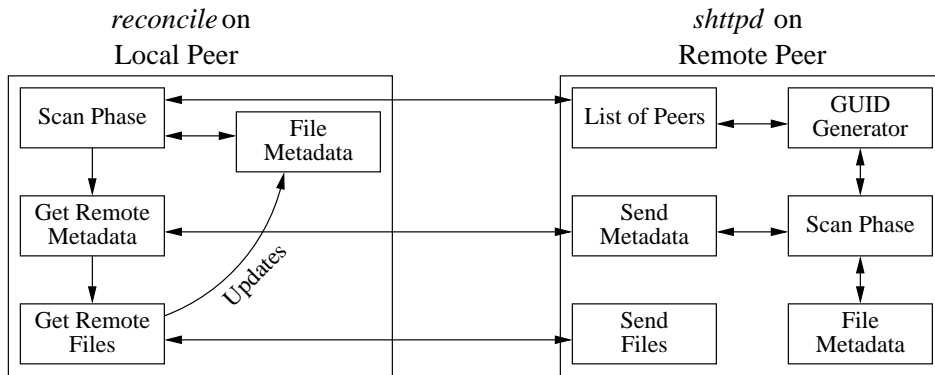 reconcile on
Local Peer
shttpd on
Remote Peer
Scan Phase
File
Metadata
Get Remote
Metadata
Updates
Get Remote
Files
List of Peers
GUID
Generator
Send
Metadata
Scan Phase
Send
Files
File
Metadata